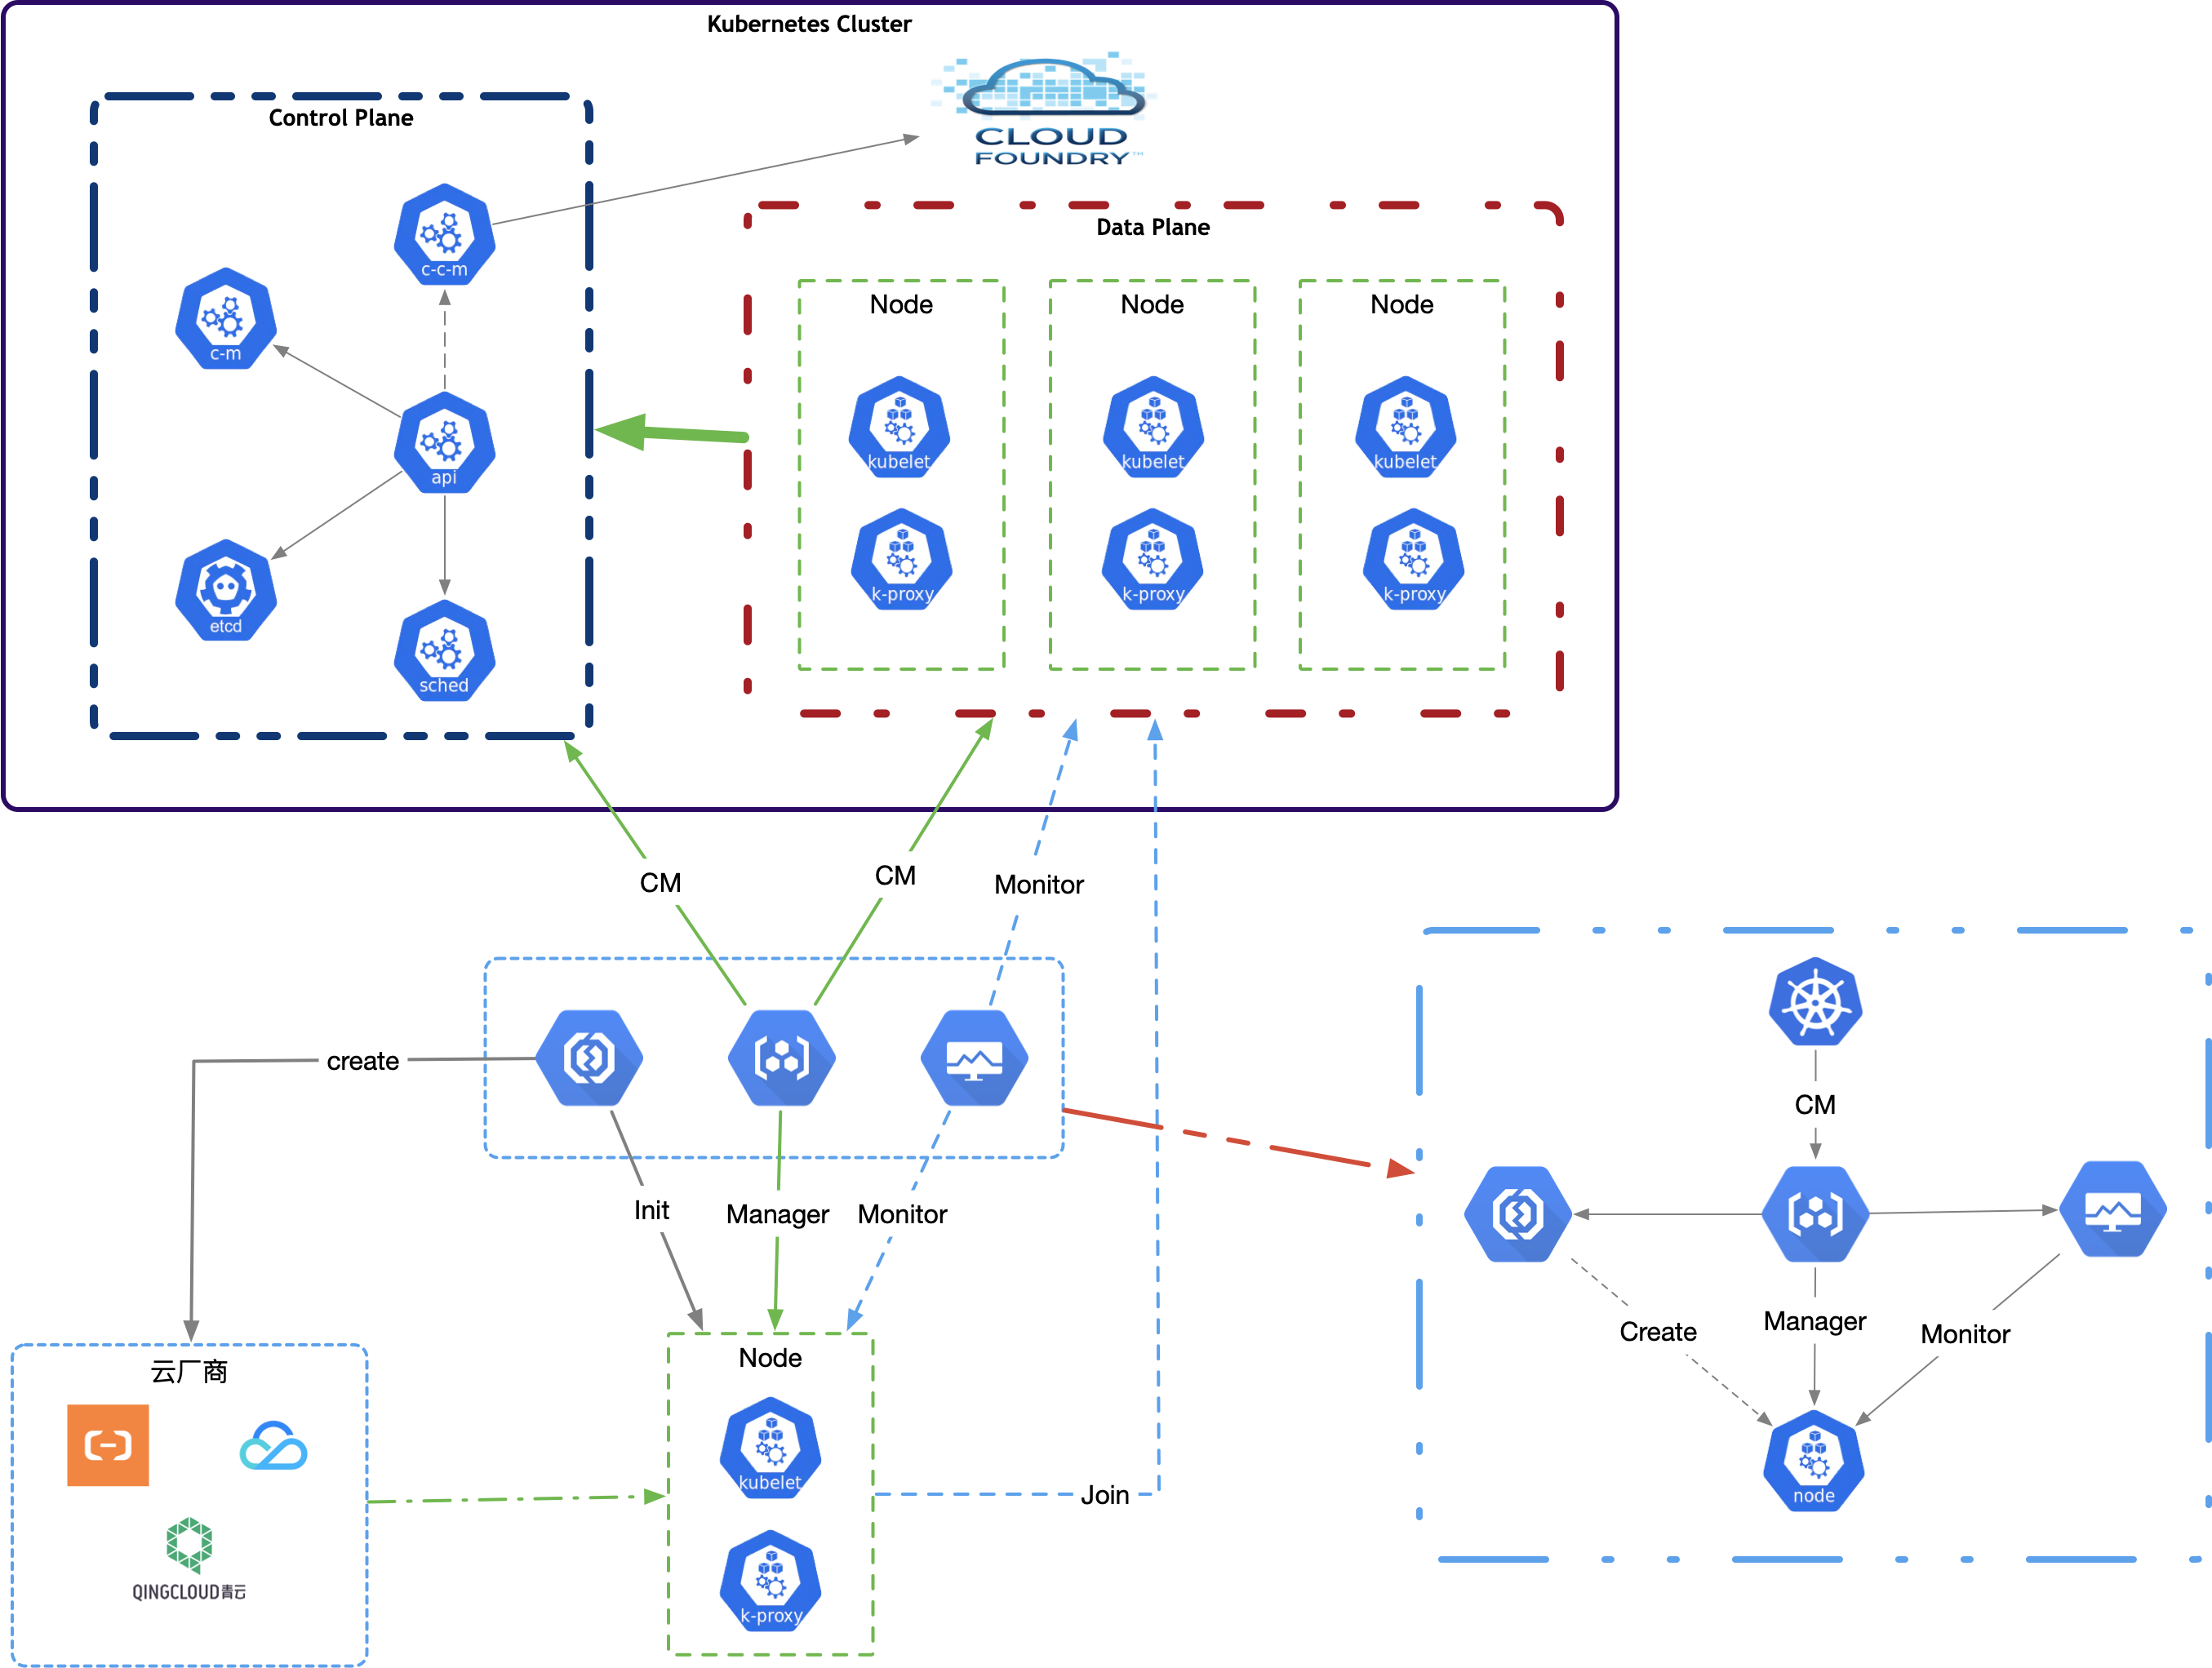 Kubernetes Cluster
CLOUD
FOUNDRY™
Control Plane
c-c-m
c-m
api
etcd
sched
Data Plane
Node
Node
Node
kubelet
kubelet
kubelet
k-proxy
k-proxy
k-proxy
CM
CM
Monitor
create
Init
Manager
Monitor
云厂商
QINGCLOUD青云
Node
kubelet
k-proxy
Join
CM
Create
Manager
Monitor
node